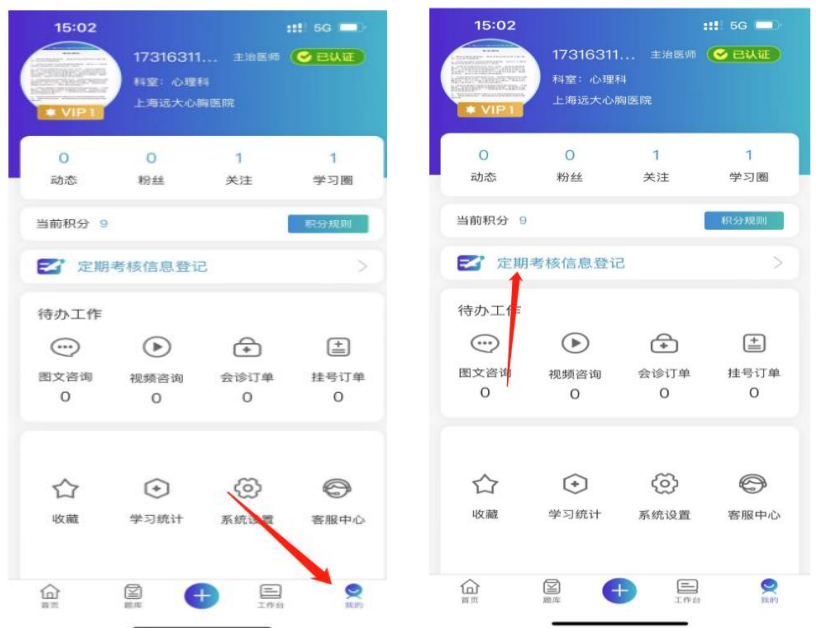 15:02
5G
17316311... 主治医师 已认证
科室：心理科
VIP 1
上海远大心胸医院
0 0 1 1
动态 粉丝 关注 学习圈
当前积分 9 积分规则
定期考核信息登记
待办工作
图文咨询 视频咨询 会诊订单 挂号订单
0 0 0 0
收藏 学习统计 系统设置 客服中心
首页 题库 工作台 我的
15:02
5G
17316311... 主治医师 已认证
科室：心理科
VIP 1
上海远大心胸医院
0 0 1 1
动态 粉丝 关注 学习圈
当前积分 9 积分规则
定期考核信息登记
待办工作
图文咨询 视频咨询 会诊订单 挂号订单
0 0 0 0
收藏 学习统计 系统设置 客服中心
首页 题库 工作台 我的